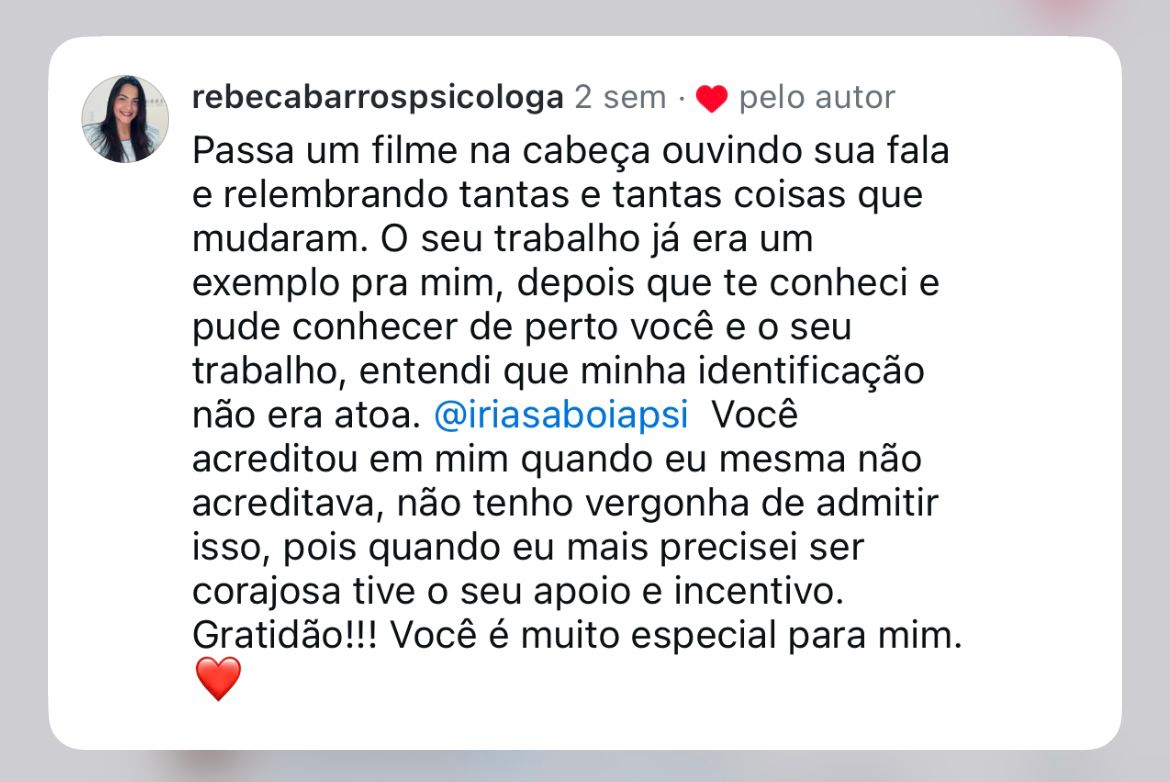 rebecabarrospsicologa 2 sem · ❤️ pelo autor
Passa um filme na cabeça ouvindo sua fala
e relembrando tantas e tantas coisas que
mudaram. O seu trabalho já era um
exemplo pra mim, depois que te conheci e
pude conhecer de perto você e o seu
trabalho, entendi que minha identificação
não era atoa. @iriasaboiapsi Você
acreditou em mim quando eu mesma não
acreditava, não tenho vergonha de admitir
isso, pois quando eu mais precisei ser
corajosa tive o seu apoio e incentivo.
Gratidão!!! Você é muito especial para mim.
❤️